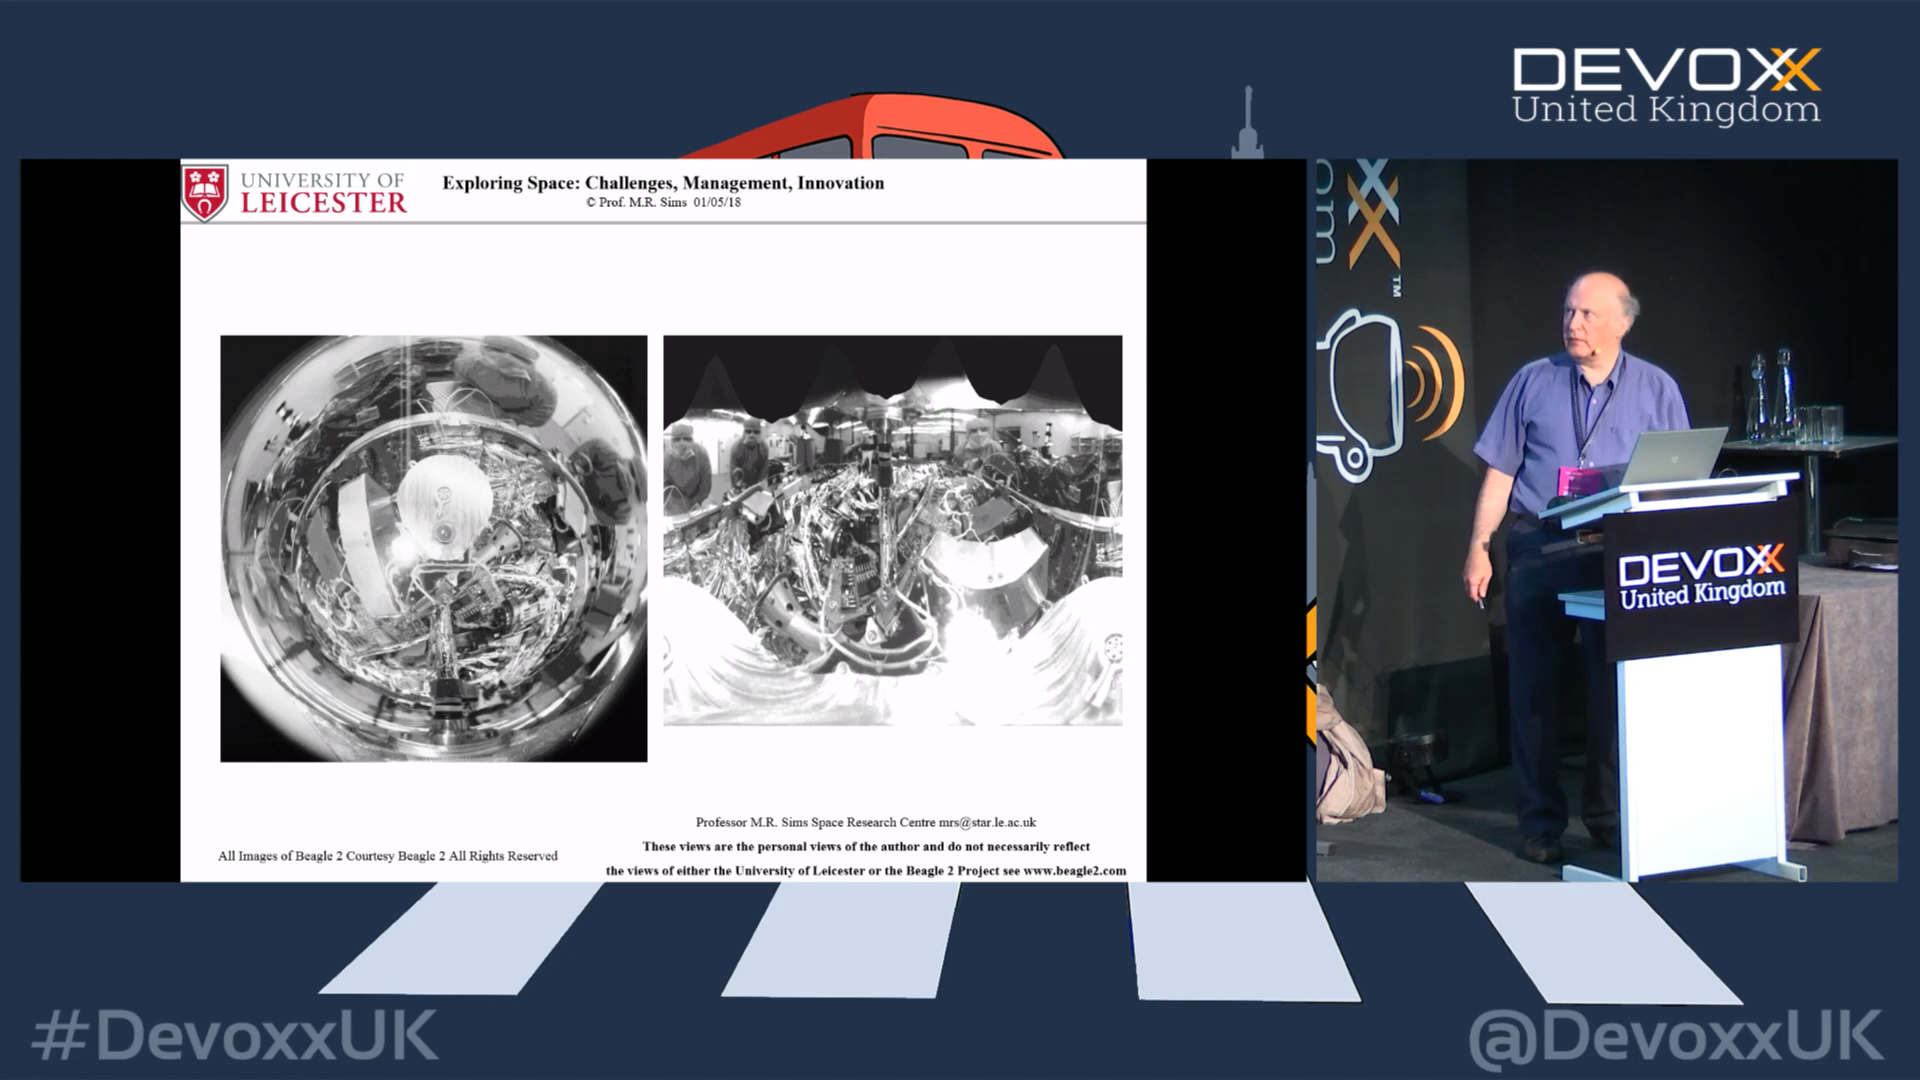 DEVOXX
United Kingdom
UNIVERSITY OF
LEICESTER
Exploring Space: Challenges, Management, Innovation
© Prof. M.R. Sims 01/05/18
XX
™
DEVOXX
United Kingdom
Professor M.R. Sims Space Research Centre mrs@star.le.ac.uk
These views are the personal views of the author and do not necessarily reflect
All Images of Beagle 2 Courtesy Beagle 2 All Rights Reserved
the views of either the University of Leicester or the Beagle 2 Project see www.beagle2.com
#DevoxxUK
@DevoxxUK